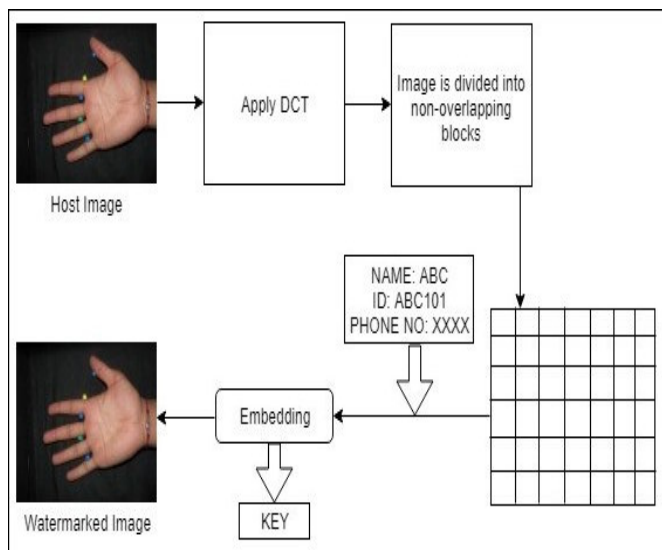 Host Image
Apply DCT
Image is divided into
non-overlapping
blocks
NAME: ABC
ID: ABC101
PHONE NO: XXXX
Embedding
KEY
Watermarked Image